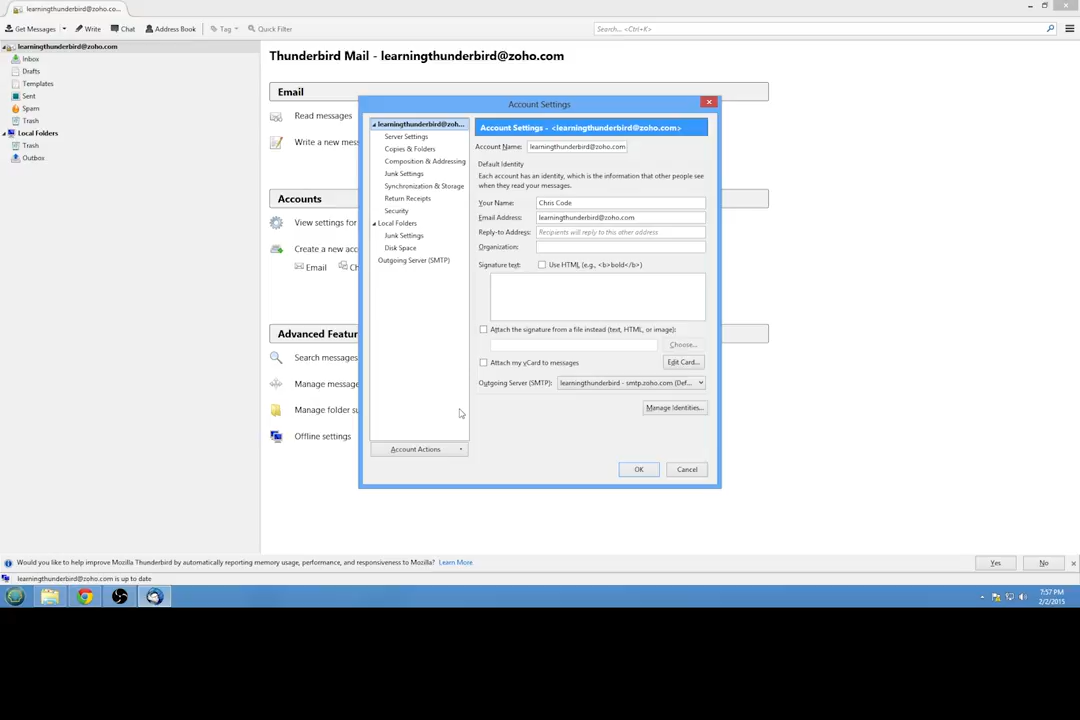 learningthunderbird@zoho.co...
Get Messages
Write
Chat
Address Book
Tag
Quick Filter
Search... <Ctrl+K>
learningthunderbird@zoho.com
Inbox
Drafts
Templates
Sent
Spam
Trash
Local Folders
Trash
Outbox
Thunderbird Mail - learningthunderbird@zoho.com
Email
Read messages
Write a new mess
Accounts
View settings for
Create a new acc
Email
Ch
Advanced Featur
Search messages
Manage message
Manage folder su
Offline settings
Account Settings
learningthunderbird@zoh...
Server Settings
Copies & Folders
Composition & Addressing
Junk Settings
Synchronization & Storage
Return Receipts
Security
Local Folders
Junk Settings
Disk Space
Outgoing Server (SMTP)
Account Actions
Account Settings - <learningthunderbird@zoho.com>
Account Name: learningthunderbird@zoho.com
Default Identity
Each account has an identity, which is the information that other people see
when they read your messages.
Your Name: Chris Code
Email Address: learningthunderbird@zoho.com
Reply-to Address: Recipients will reply to this other address
Organization:
Signature text: Use HTML (e.g., <b>bold</b>)
Attach the signature from a file instead (text, HTML, or image):
Choose...
Attach my vCard to messages
Edit Card...
Outgoing Server (SMTP): learningthunderbird - smtp.zoho.com (Def...
Manage Identities...
OK
Cancel
Would you like to help improve Mozilla Thunderbird by automatically reporting memory usage, performance, and responsiveness to Mozilla? Learn More
Yes
No
learningthunderbird@zoho.com is up to date
7:57 PM
2/2/2015